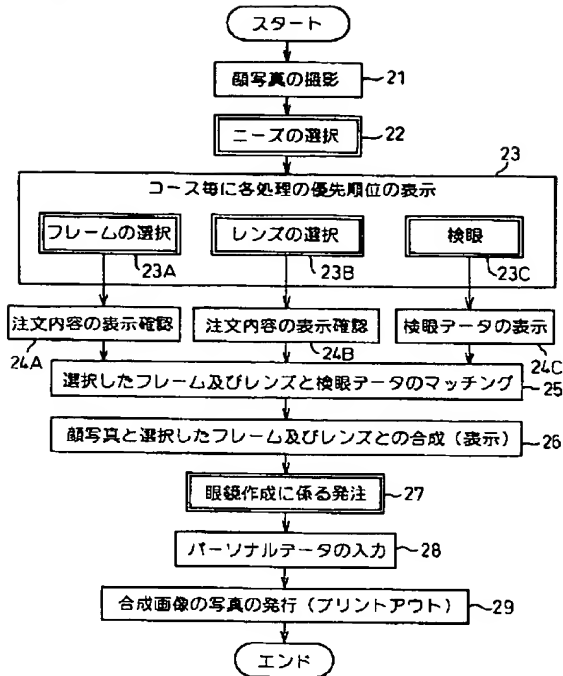 スタート
顔写真の撮影
21
ニーズの選択
22
23
コース毎に各処理の優先順位の表示
フレームの選択
レンズの選択
検眼
23A
23B
23C
注文内容の表示確認
注文内容の表示確認
検眼データの表示
24A
24B
24C
選択したフレーム及びレンズと検眼データのマッチング
25
顔写真と選択したフレーム及びレンズとの合成(表示)
26
眼鏡作成に係る発注
27
パーソナルデータの入力
28
合成画像の写真の発行(プリントアウト)
29
エンド